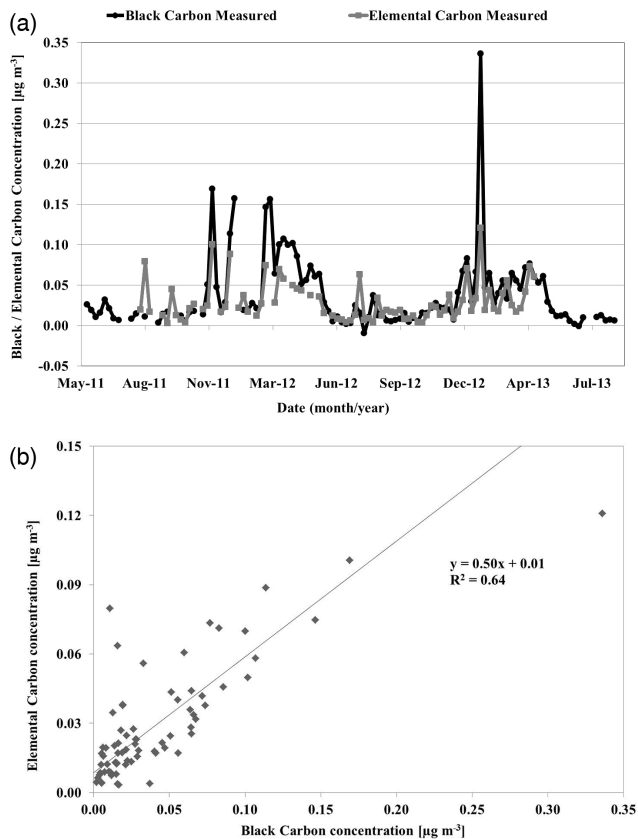 (a)
Black Carbon Measured Elemental Carbon Measured
Black / Elemental Carbon Concentration [µg m-3]
0.35
0.30
0.25
0.20
0.15
0.10
0.05
0.00
-0.05
May-11 Aug-11 Nov-11 Mar-12 Jun-12 Sep-12 Dec-12 Apr-13 Jul-13
Date (month/year)
(b)
Elemental Carbon concentration [µg m-3]
0.15
0.12
0.09
0.06
0.03
0.00
y = 0.50x + 0.01
R² = 0.64
0.00 0.05 0.10 0.15 0.20 0.25 0.30 0.35
Black Carbon concentration [µg m-3]